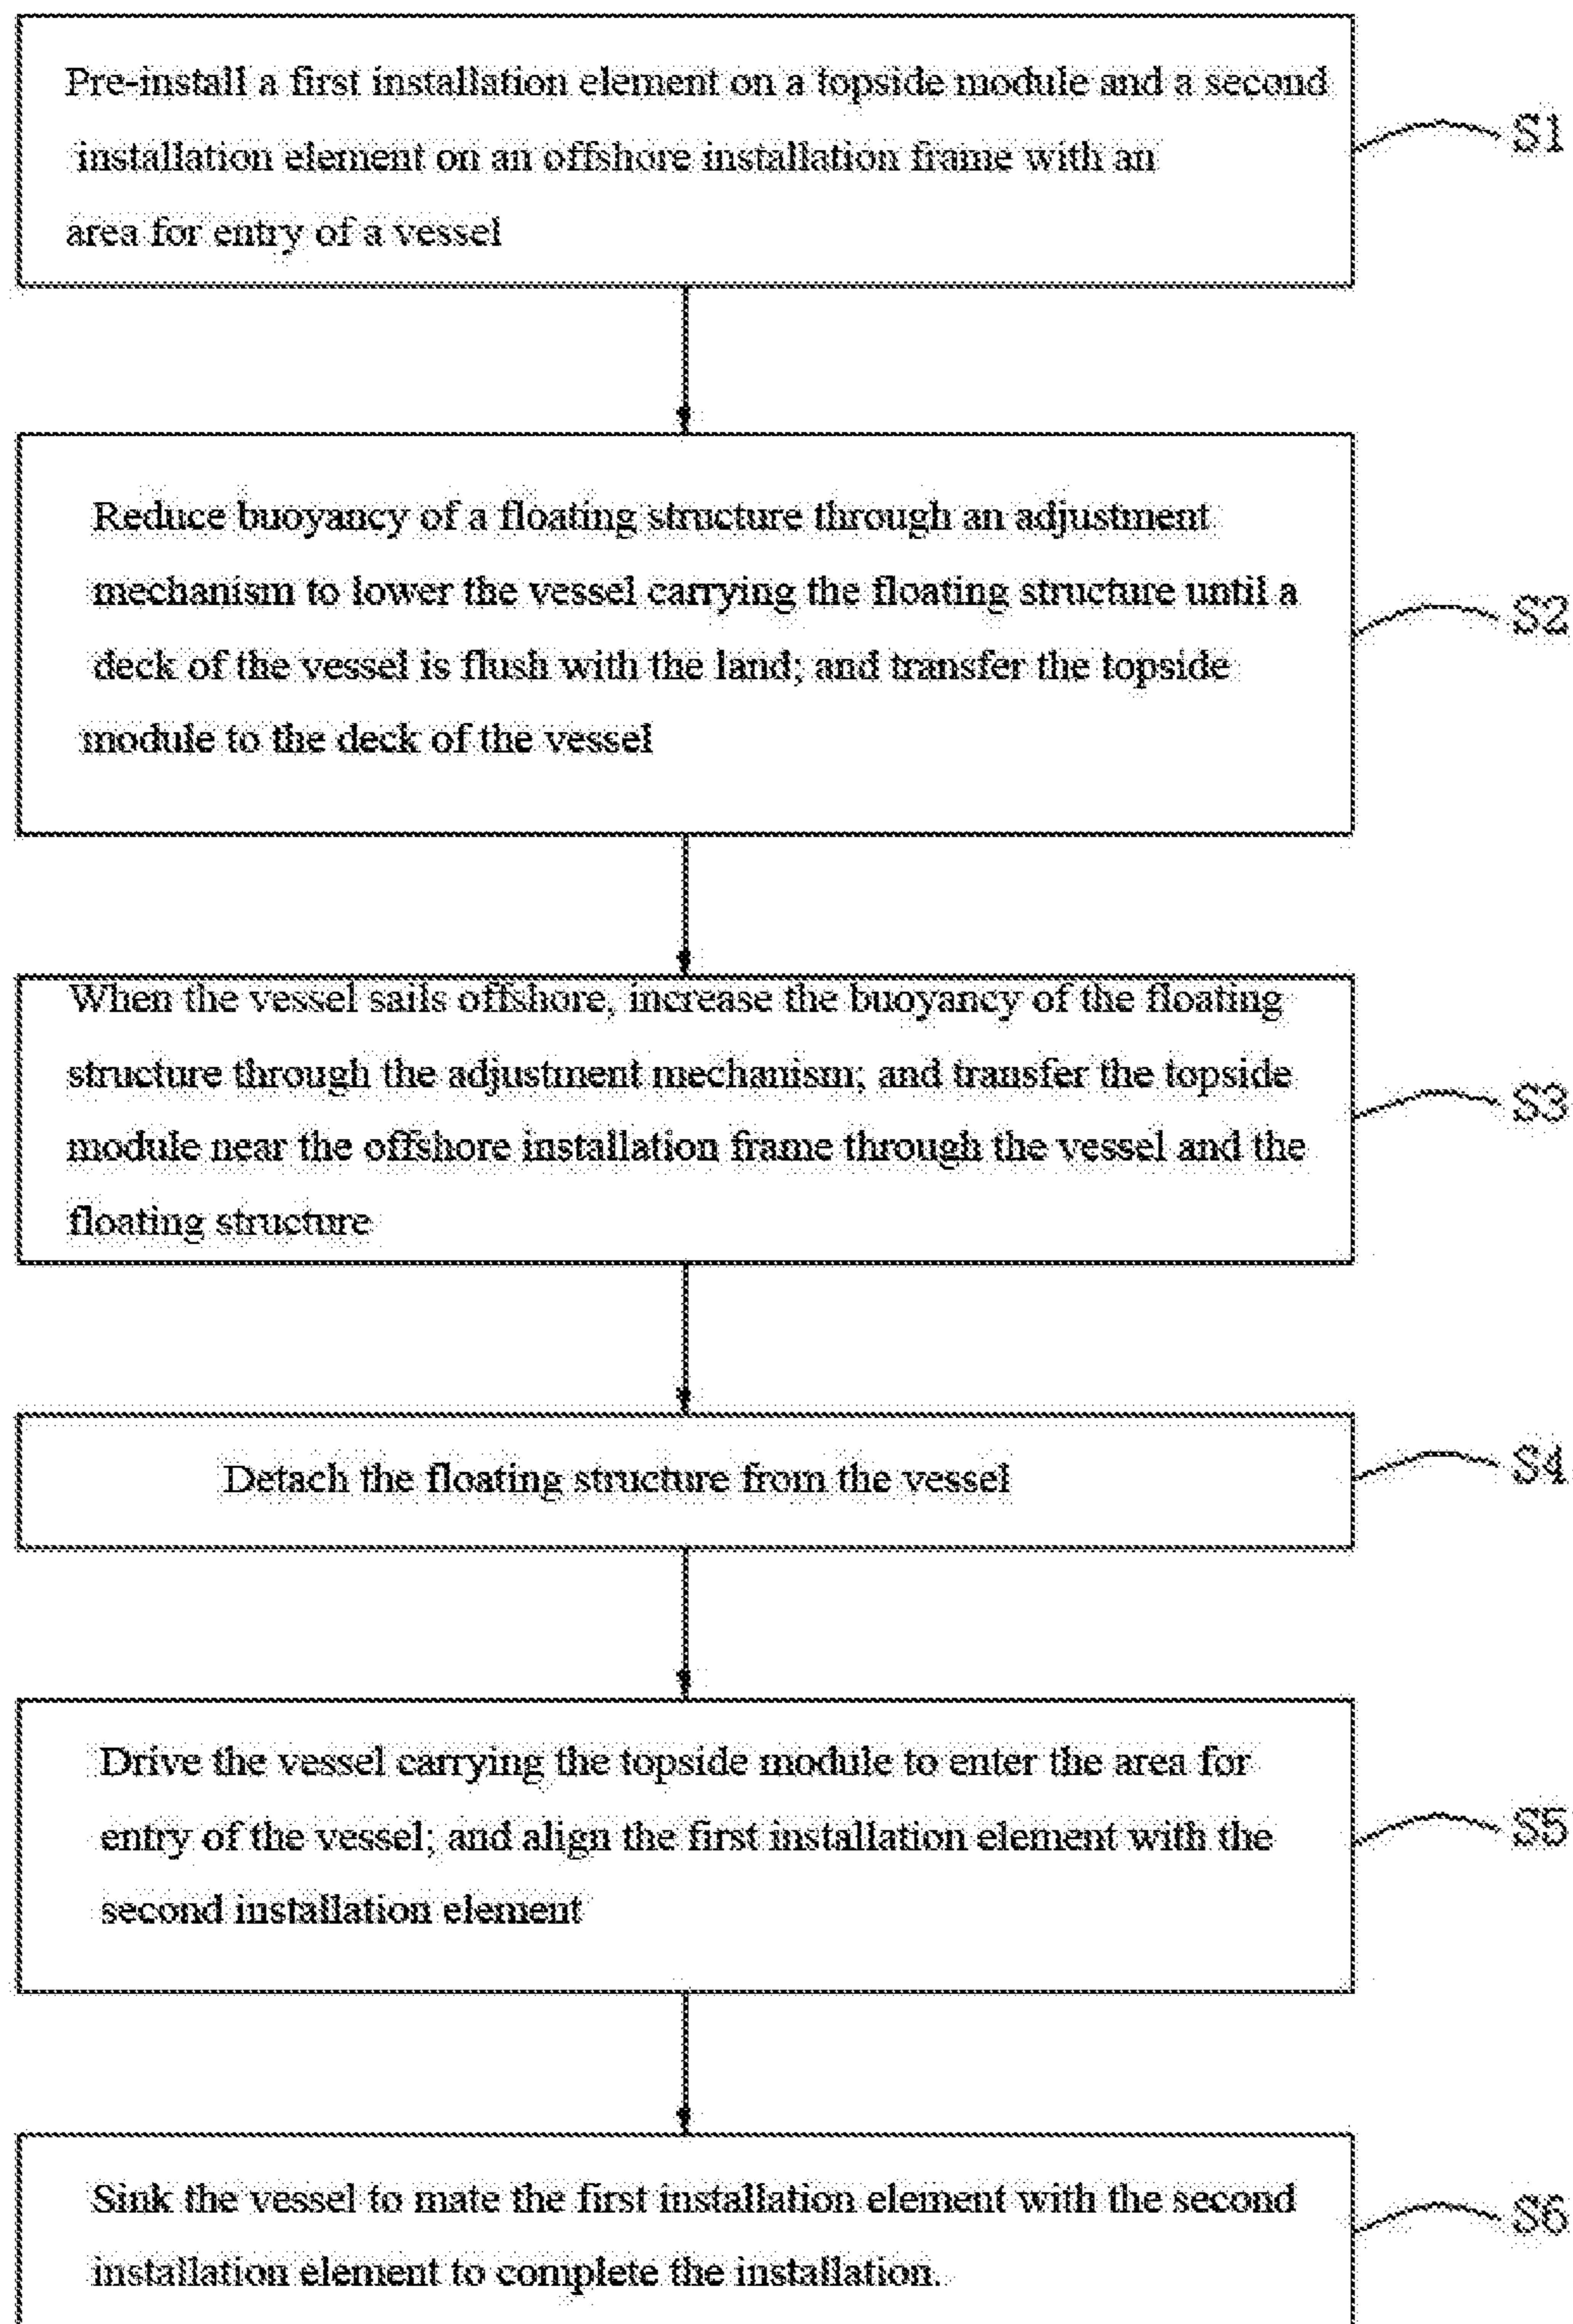 Pre-install a first installation element on a topside module and a second
installation element on an offshore installation frame with an
area for entry of a vessel
S1
Reduce buoyancy of a floating structure through an adjustment
mechanism to lower the vessel carrying the floating structure until a
deck of the vessel is flush with the land; and transfer the topside
module to the deck of the vessel
S2
When the vessel sails offshore, increase the buoyancy of the floating
structure through the adjustment mechanism; and transfer the topside
module near the offshore installation frame through the vessel and the
floating structure
S3
Detach the floating structure from the vessel
S4
Drive the vessel carrying the topside module to enter the area for
entry of the vessel; and align the first installation element with the
second installation element
S5
Sink the vessel to mate the first installation element with the second
installation element to complete the installation.
S6